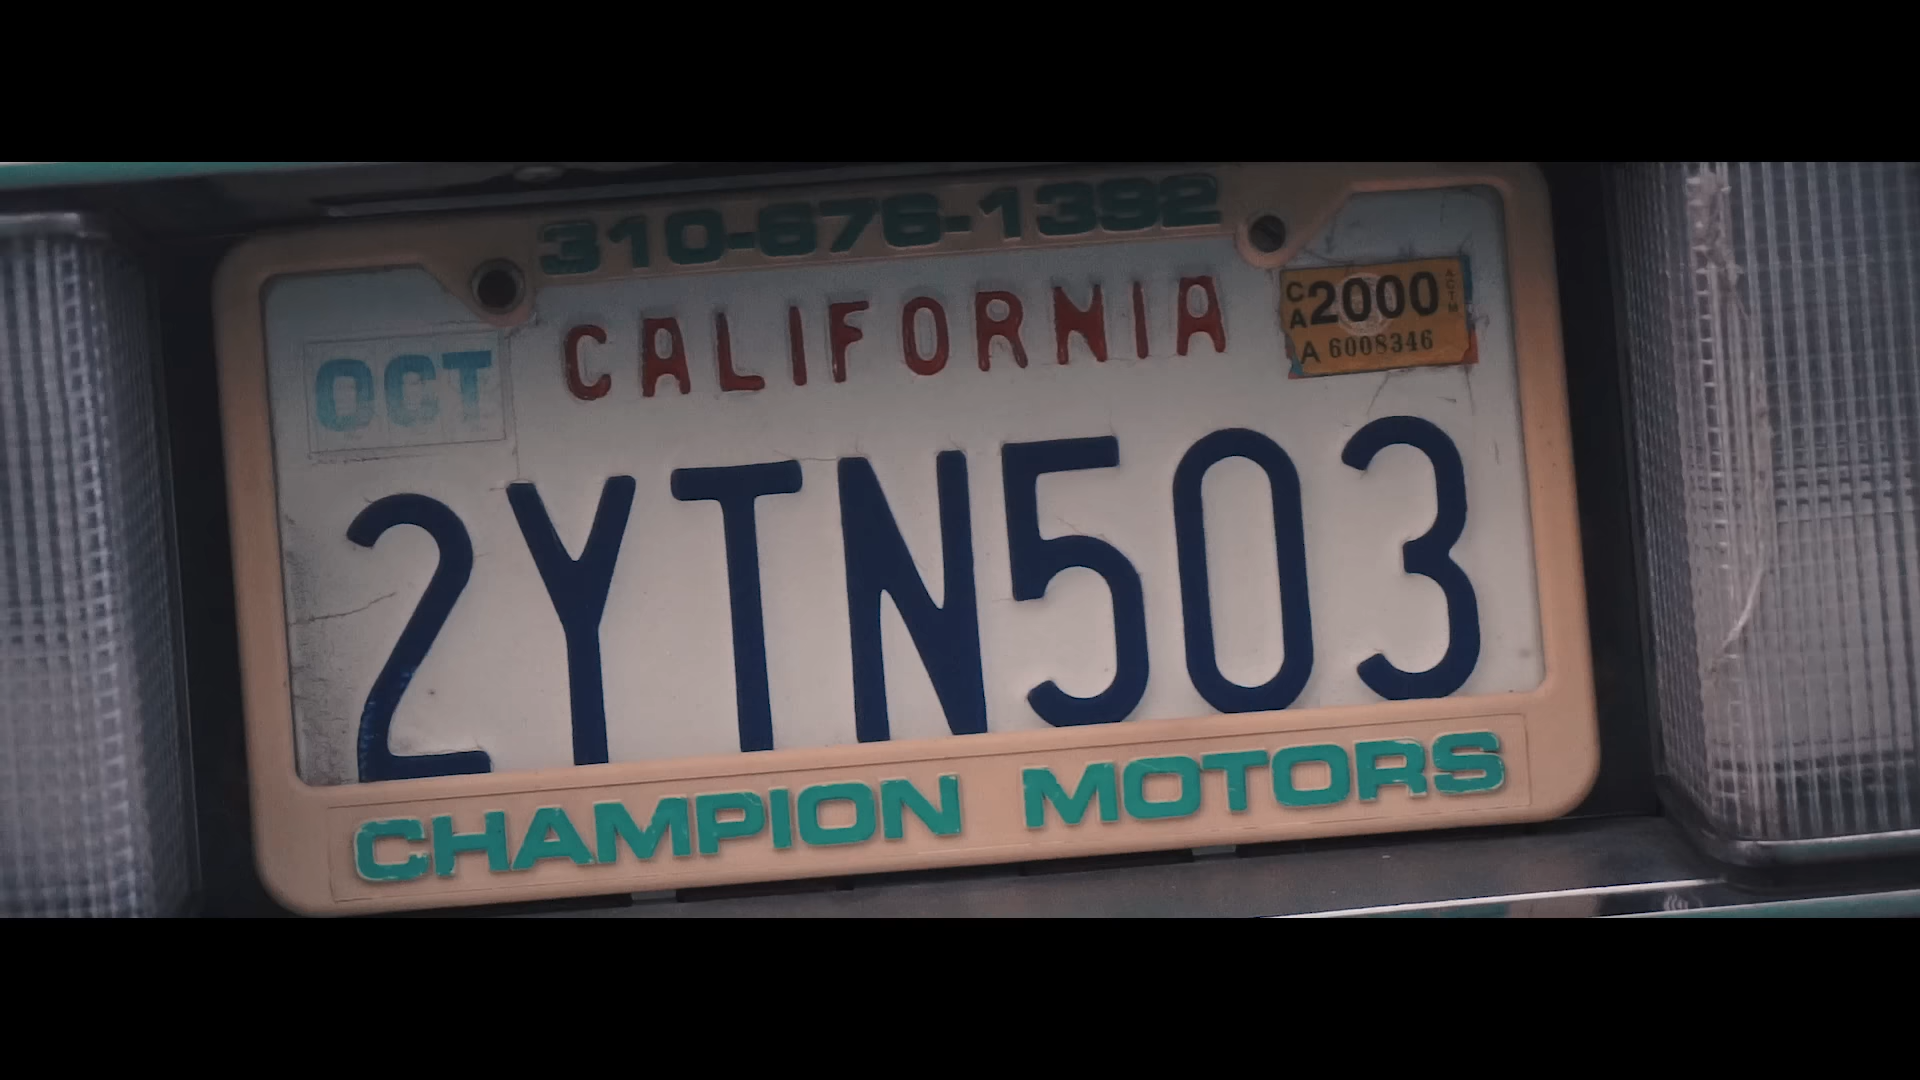 310-676-1392
CALIFORNIA
OCT
CA 2000
A 6008346
2YTN503
CHAMPION MOTORS